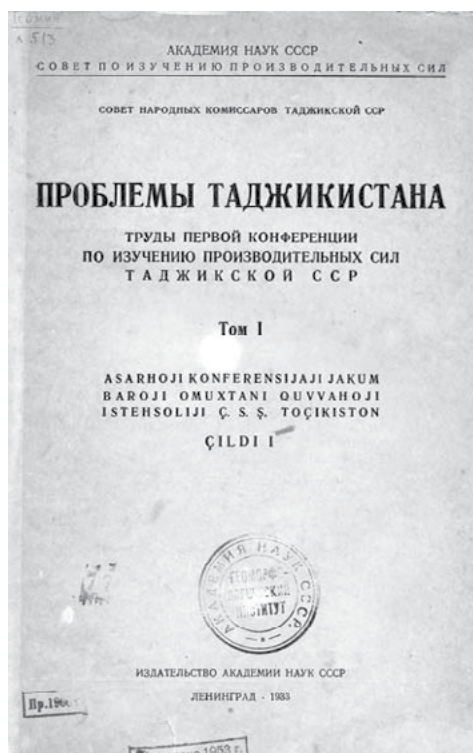 А 513
АКАДЕМИЯ НАУК СССР
СОВЕТ ПО ИЗУЧЕНИЮ ПРОИЗВОДИТЕЛЬНЫХ СИЛ
СОВЕТ НАРОДНЫХ КОМИССАРОВ ТАДЖИКСКОЙ ССР
ПРОБЛЕМЫ ТАДЖИКИСТАНА
ТРУДЫ ПЕРВОЙ КОНФЕРЕНЦИИ
ПО ИЗУЧЕНИЮ ПРОИЗВОДИТЕЛЬНЫХ СИЛ
ТАДЖИКСКОЙ ССР
Том I
ASARHOJI KONFERENSIJAJI JAKUM
BAROJI OMUXTANI QUVVAHOJI
ISTEHSOLIJI Ç. S. Ş. TOÇIKISTON
ÇILDI I
АКАДЕМИЯ НАУК СССР
ИНСТИТУТ
ИЗДАТЕЛЬСТВО АКАДЕМИИ НАУК СССР
ЛЕНИНГРАД - 1933
1953 г.